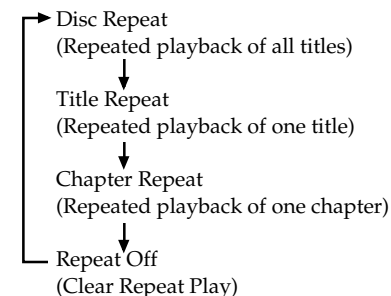 Disc Repeat
(Repeated playback of all titles)
Title Repeat
(Repeated playback of one title)
Chapter Repeat
(Repeated playback of one chapter)
Repeat Off
(Clear Repeat Play)